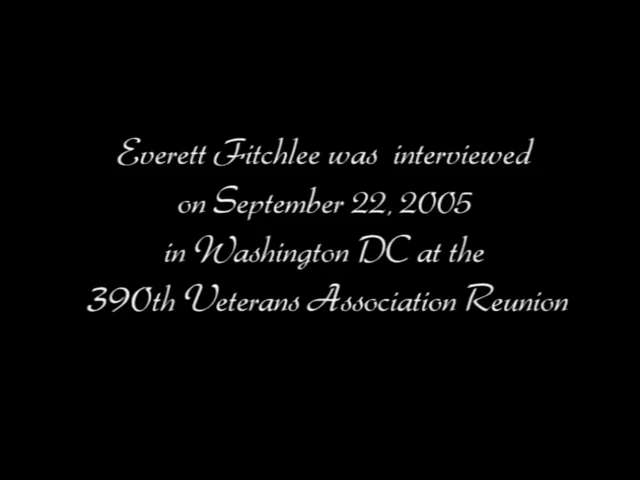 Everett Fitchlee was interviewed
on September 22, 2005
in Washington DC at the
390th Veterans Association Reunion